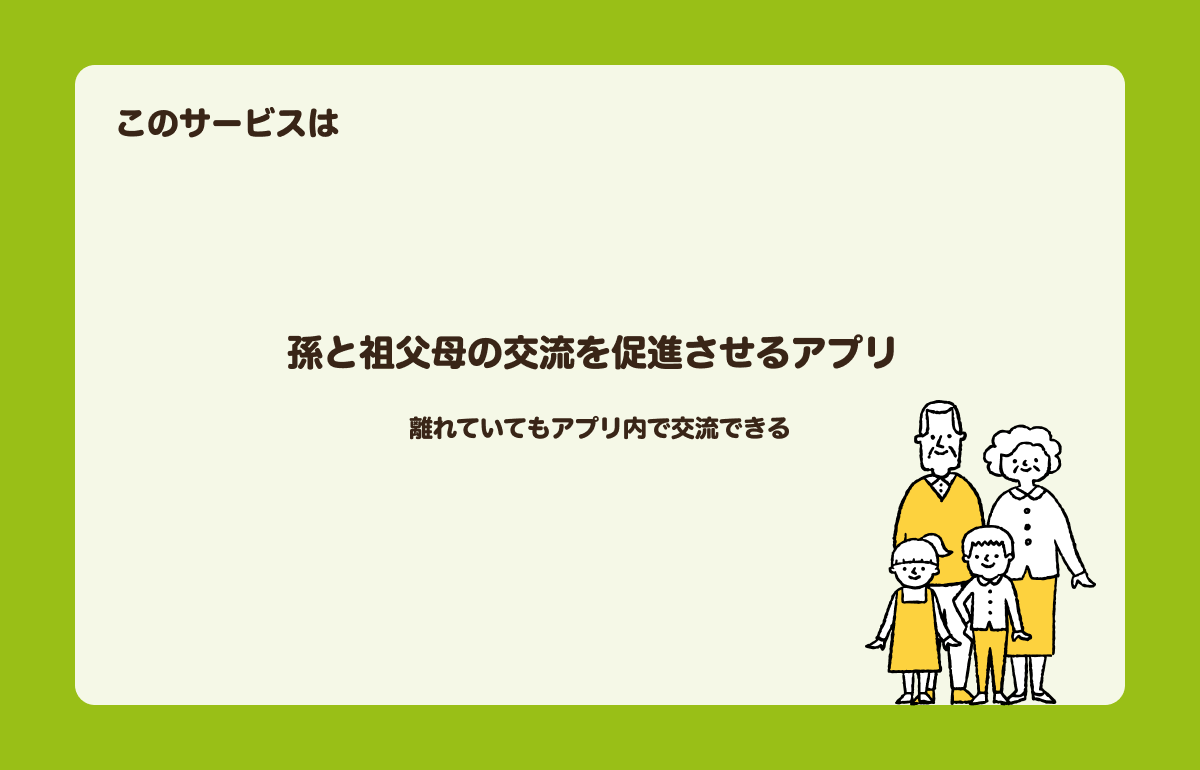 このサービスは
孫と祖父母の交流を促進させるアプリ
離れていてもアプリ内で交流できる